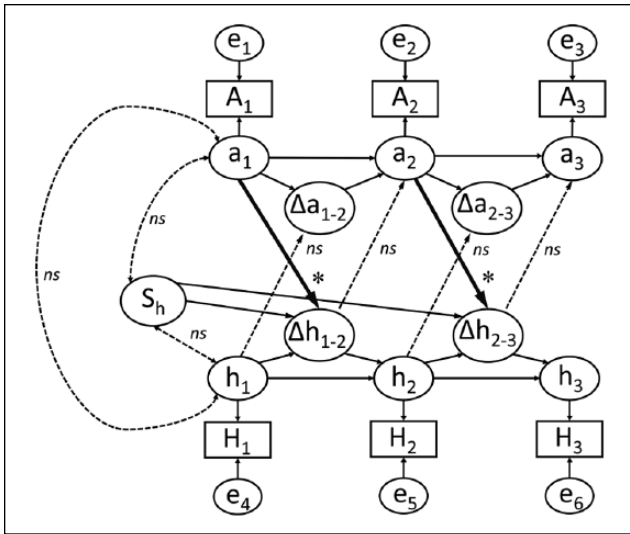 e1 e2 e3
A1 A2 A3
a1 a2 a3
Δa1-2 Δa2-3
ns
ns ns
ns
ns
ns
* *
Sh
ns
Δh1-2 Δh2-3
h1 h2 h3
H1 H2 H3
e4 e5 e6